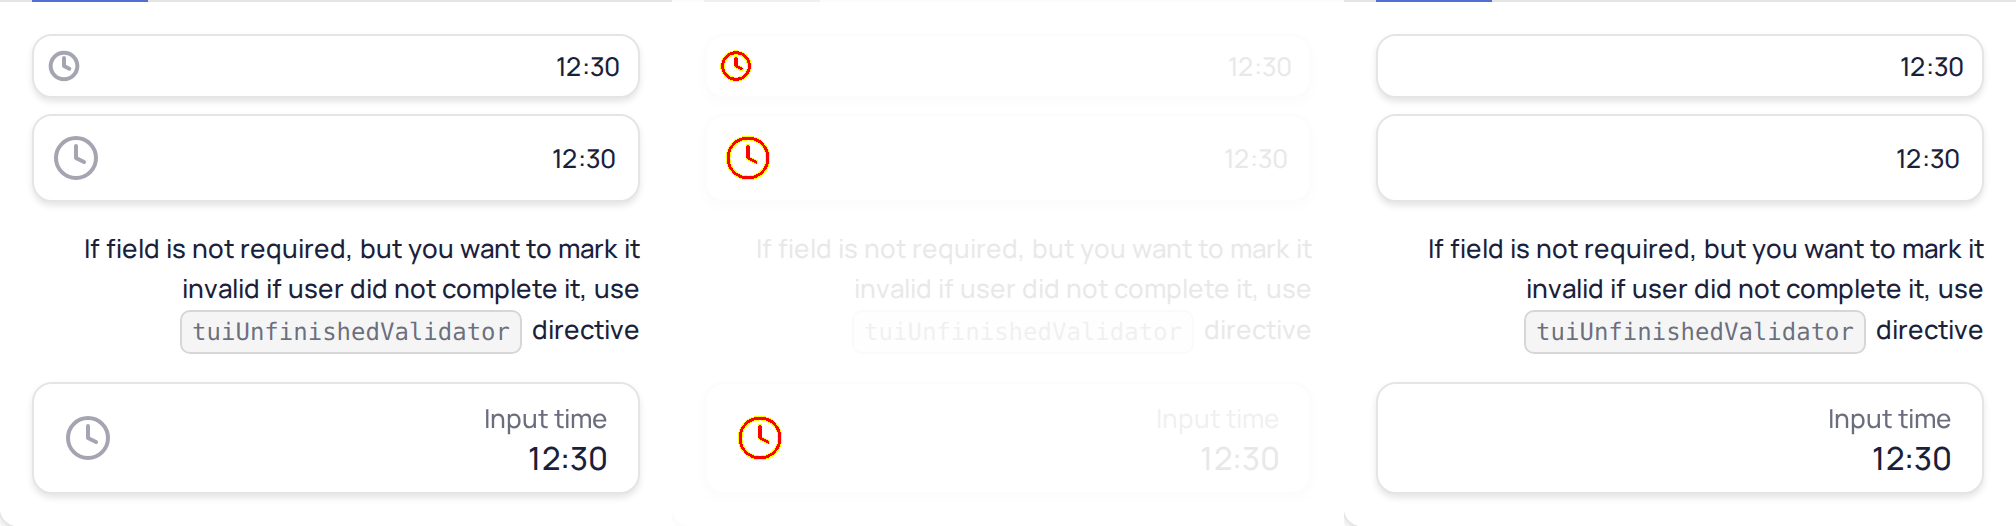 12:30
12:30
If field is not required, but you want to mark it
invalid if user did not complete it, use
tuiUnfinishedValidator directive
Input time
12:30
12:30
12:30
If field is not required, but you want to mark it
invalid if user did not complete it, use
tuiUnfinishedValidator directive
Input time
12:30
12:30
12:30
If field is not required, but you want to mark it
invalid if user did not complete it, use
tuiUnfinishedValidator directive
Input time
12:30